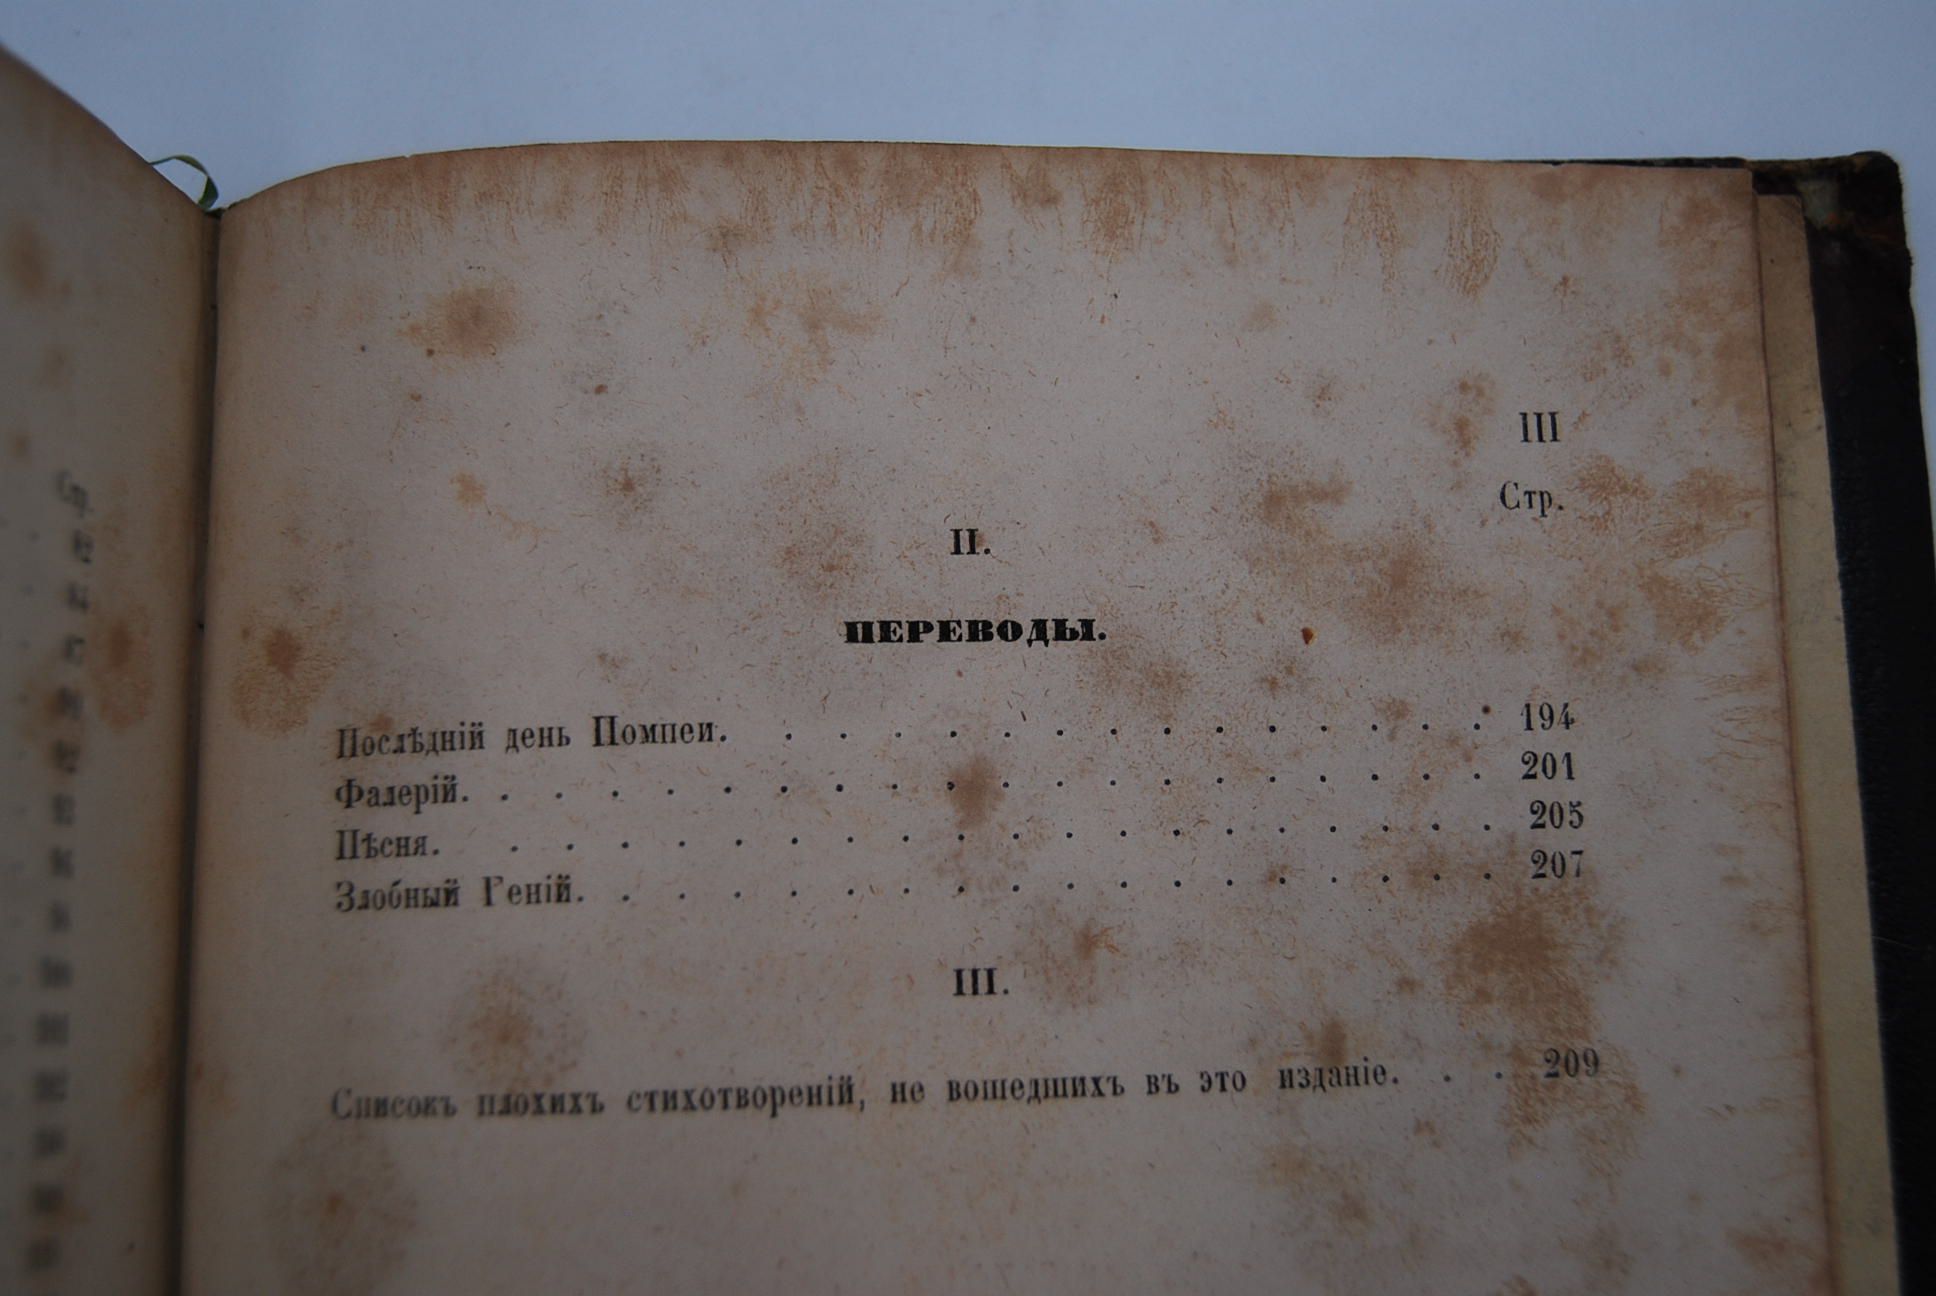 III
Стр.
II.
ПЕРЕВОДЫ.
Послѣдній день Помпеи. . . . . . . . . . . . . . . 194
Фалерій. . . . . . . . . . . . . . . . . . . . 201
Пѣсня. . . . . . . . . . . . . . . . . . . . 205
Злобный Геній. . . . . . . . . . . . . . . . . . 207
III.
Список плохихъ стихотвореній, не вошедшихъ въ это изданіе. . . 209